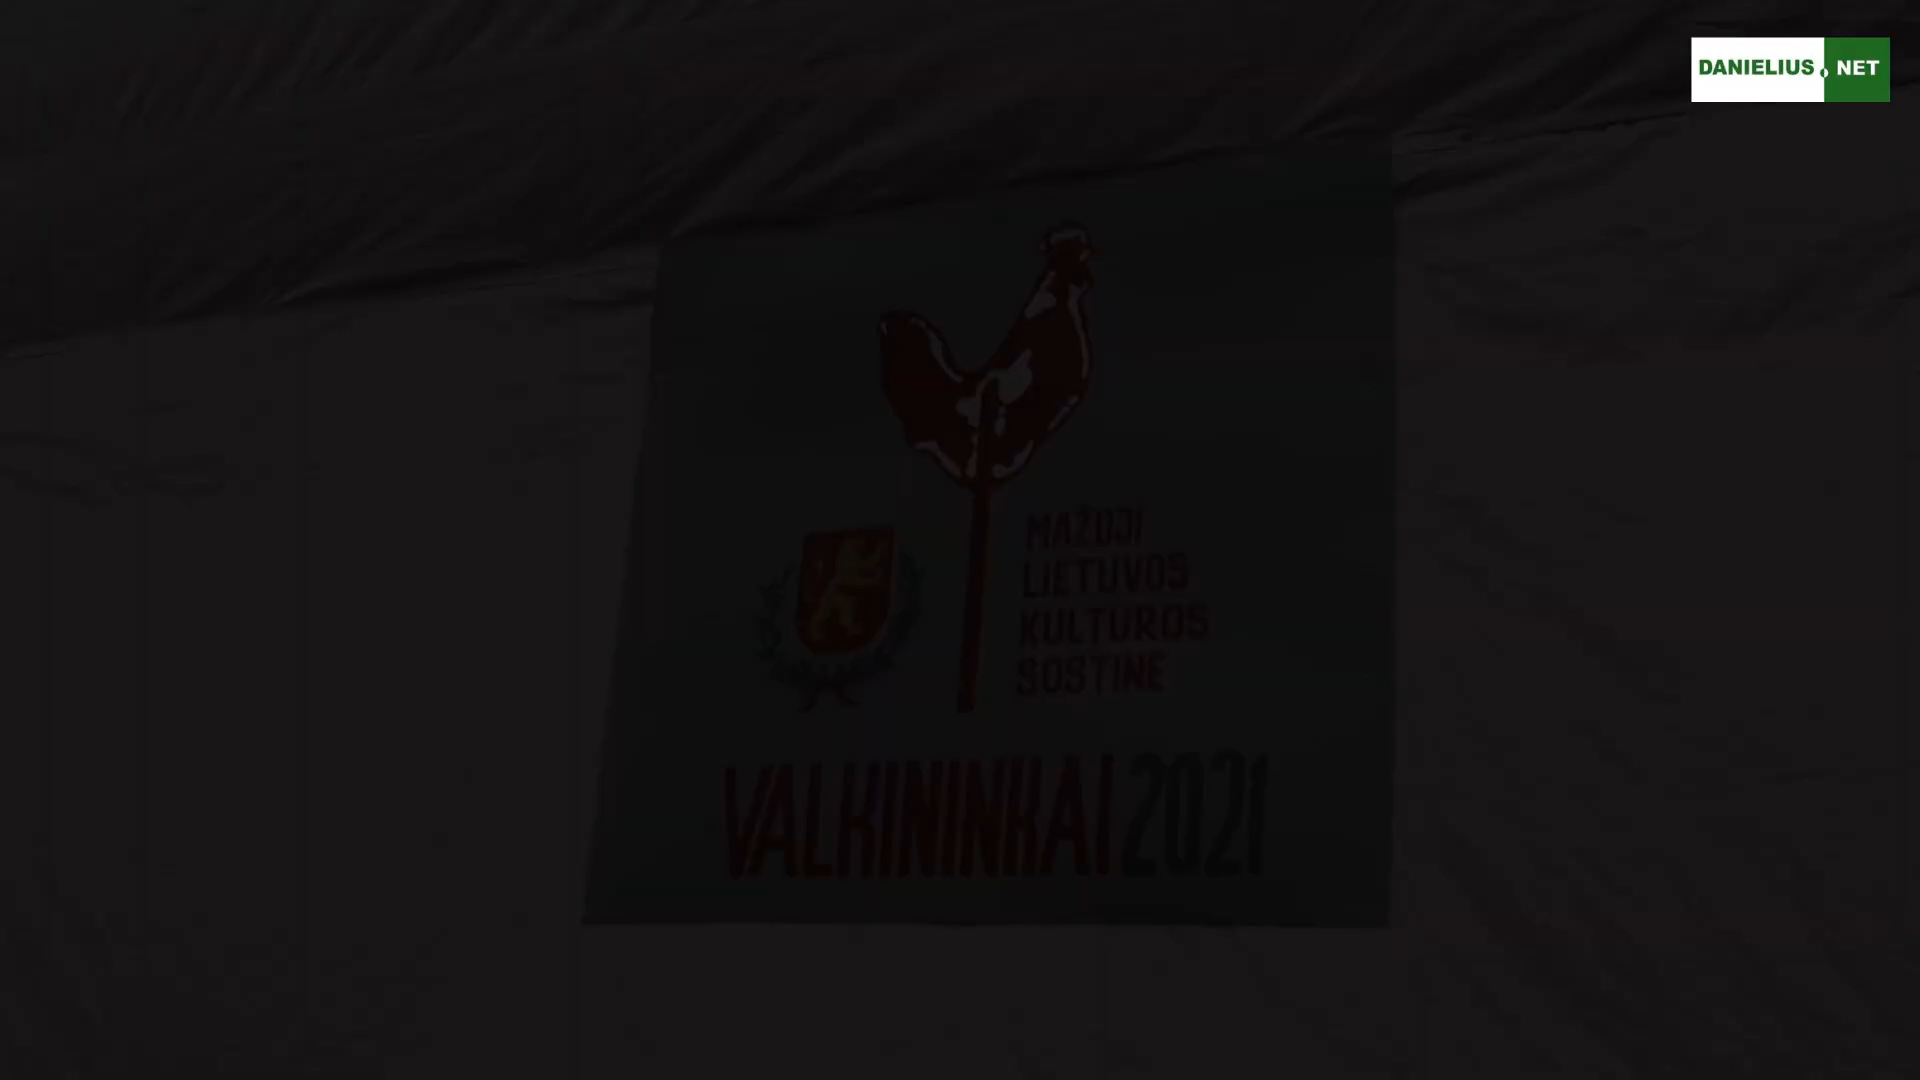 DANIELIUS.NET
MAŽOJI
LIETUVOS
KULTŪROS
SOSTINĖ
VALKININKAI 2021